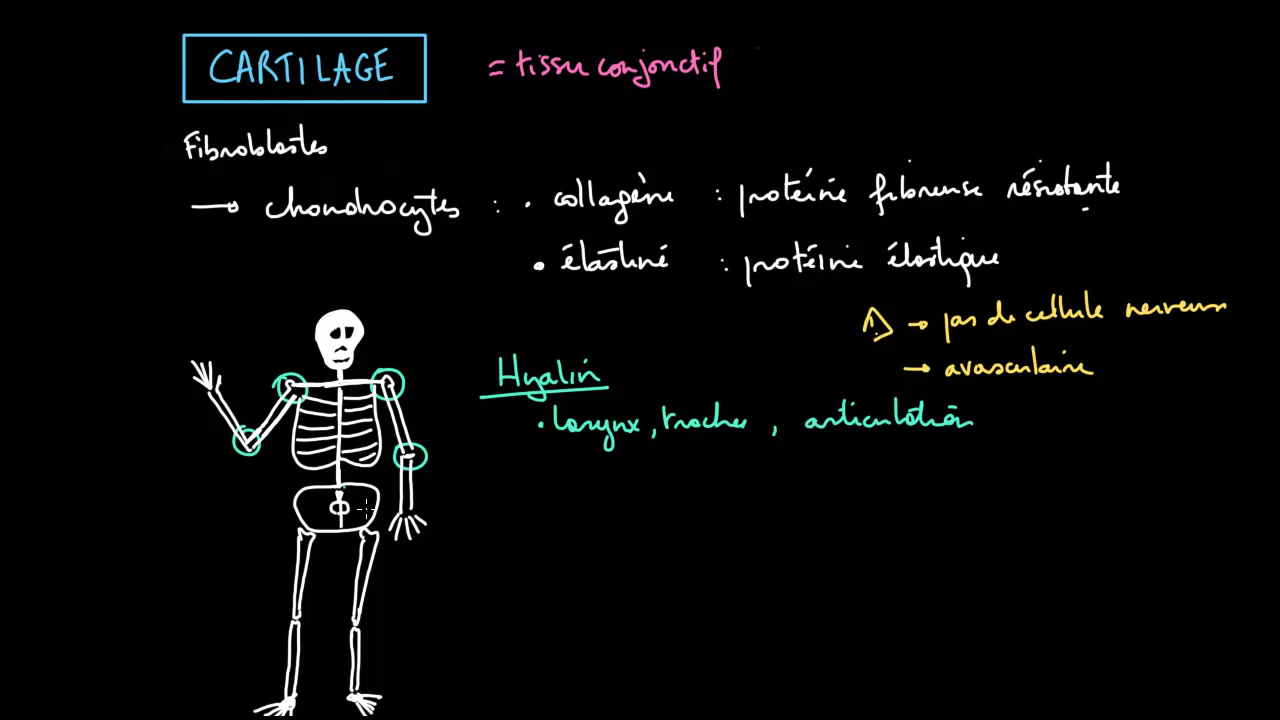 CARTILAGE = tissu conjonctif
Fibroblastes
→ chondrocytes : • collagène : protéine fibreuse résistante
• élastine : protéine élastique
⚠ → pas de cellule nerveuse
→ avasculaire
Hyalin
• larynx, trachée, articulation